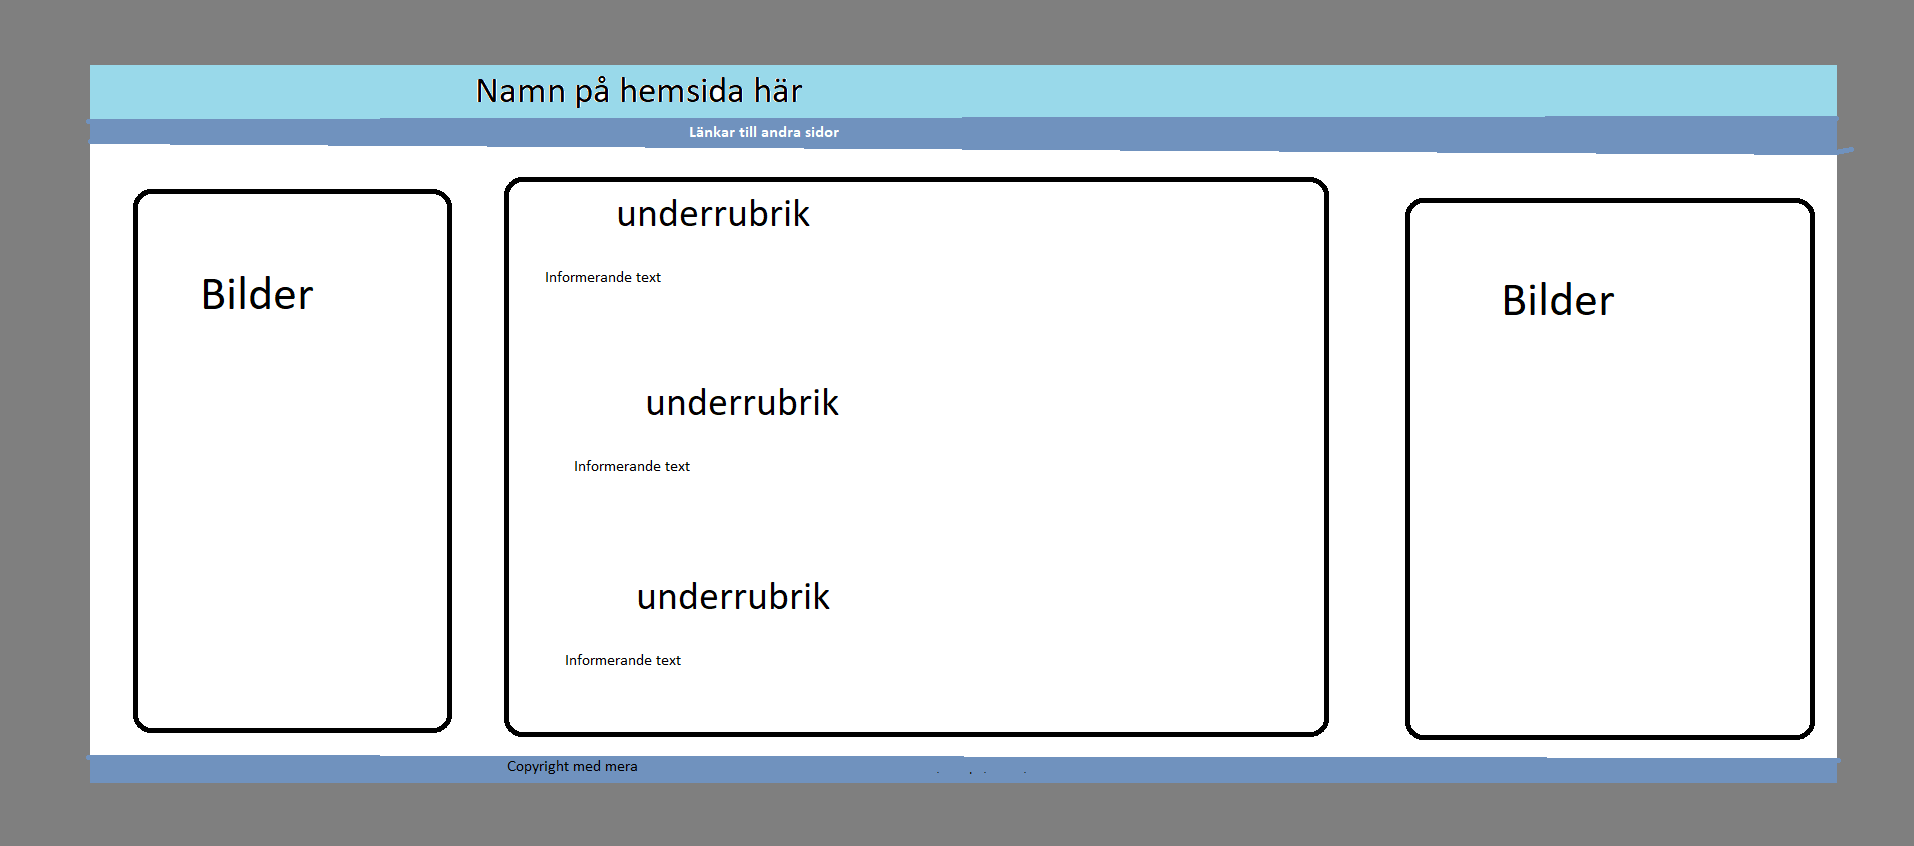 Namn på hemsida här
Länkar till andra sidor
Bilder
underrubrik
Informerande text
underrubrik
Informerande text
underrubrik
Informerande text
Bilder
Copyright med mera